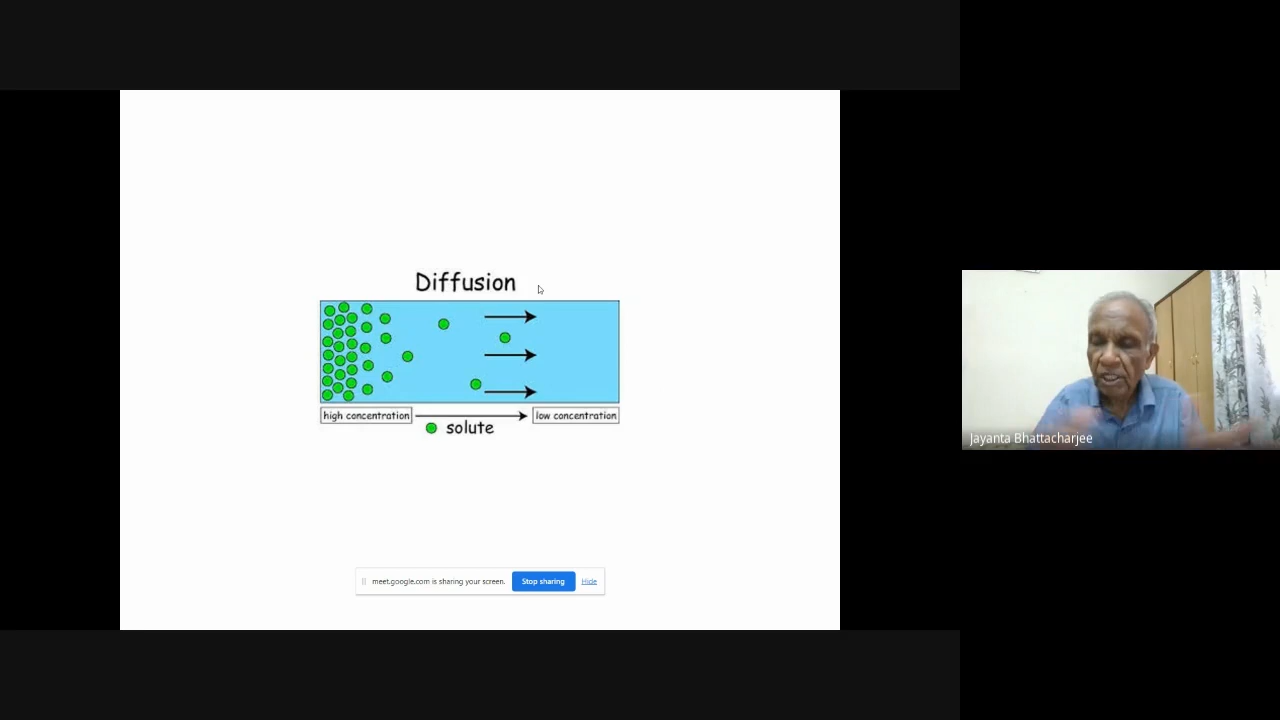 Diffusion
high concentration
low concentration
solute
meet.google.com is sharing your screen. Stop sharing Hide
Jayanta Bhattacharjee